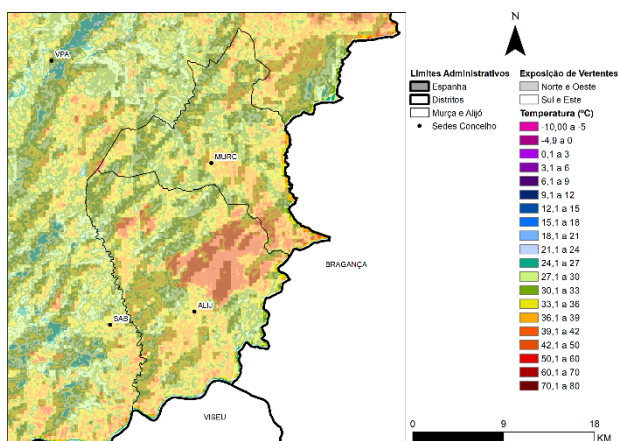 VPA
MURC
BRAGANÇA
ALIJ
SAB
VISEU
N
Limites Administrativos
Espanha
Distritos
Murça e Alijó
Sedes Concelho
Exposição de Vertentes
Norte e Oeste
Sul e Este
Temperatura (ºC)
-10,00 a -5
-4,9 a 0
0,1 a 3
3,1 a 6
6,1 a 9
9,1 a 12
12,1 a 15
15,1 a 18
18,1 a 21
21,1 a 24
24,1 a 27
27,1 a 30
30,1 a 33
33,1 a 36
36,1 a 39
39,1 a 42
42,1 a 50
50,1 a 60
60,1 a 70
70,1 a 80
0 9 18
KM